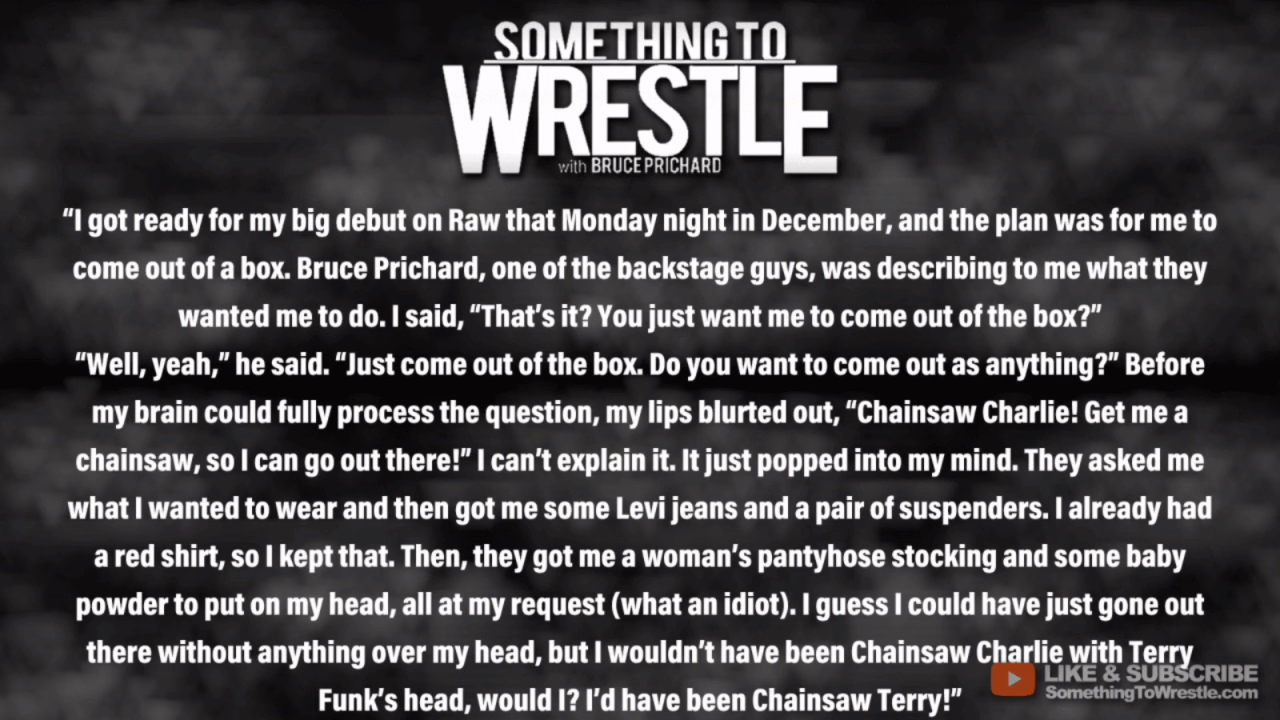 SOMETHING TO
WRESTLE
with BRUCE PRICHARD
“I got ready for my big debut on Raw that Monday night in December, and the plan was for me to
come out of a box. Bruce Prichard, one of the backstage guys, was describing to me what they
wanted me to do. I said, “That’s it? You just want me to come out of the box?”
“Well, yeah,” he said. “Just come out of the box. Do you want to come out as anything?” Before
my brain could fully process the question, my lips blurted out, “Chainsaw Charlie! Get me a
chainsaw, so I can go out there!” I can’t explain it. It just popped into my mind. They asked me
what I wanted to wear and then got me some Levi jeans and a pair of suspenders. I already had
a red shirt, so I kept that. Then, they got me a woman’s pantyhose stocking and some baby
powder to put on my head, all at my request (what an idiot). I guess I could have just gone out
there without anything over my head, but I wouldn’t have been Chainsaw Charlie with Terry
Funk’s head, would I? I’d have been Chainsaw Terry!”
LIKE & SUBSCRIBE
SomethingToWrestle.com